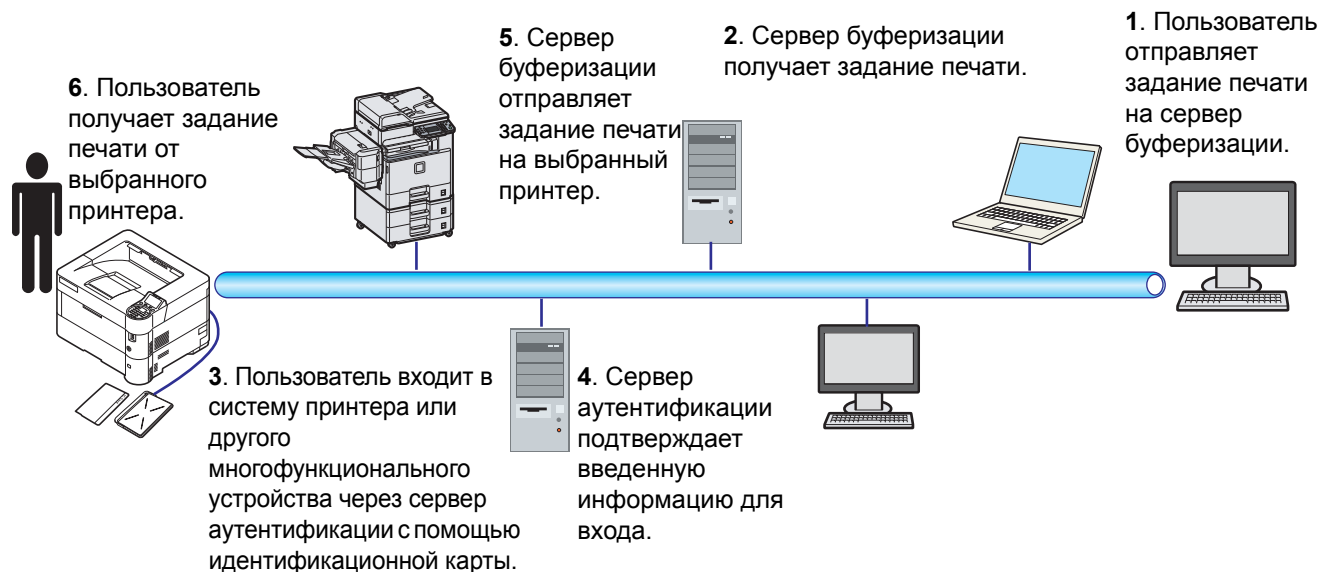 1. Пользователь
отправляет
задание печати
на сервер
буферизации.
2. Сервер буферизации
получает задание печати.
3. Пользователь входит в
систему принтера или
другого
многофункционального
устройства через сервер
аутентификации с помощью
идентификационной карты.
4. Сервер
аутентификации
подтверждает
введенную
информацию для
входа.
5. Сервер
буферизации
отправляет
задание печати
на выбранный
принтер.
6. Пользователь
получает задание
печати от
выбранного
принтера.